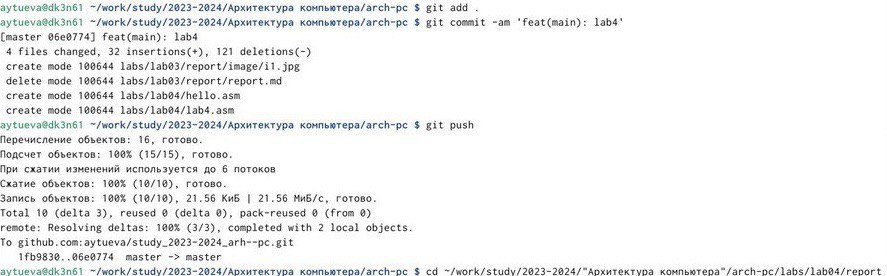 aytueva@dk3n61 ~/work/study/2023-2024/Архитектура компьютера/arch-pc $ git add .
aytueva@dk3n61 ~/work/study/2023-2024/Архитектура компьютера/arch-pc $ git commit -am 'feat(main): lab4'
[master 06e0774] feat(main): lab4
4 files changed, 32 insertions(+), 121 deletions(-)
create mode 100644 labs/lab03/report/image/i1.jpg
delete mode 100644 labs/lab03/report/report.md
create mode 100644 labs/lab04/hello.asm
create mode 100644 labs/lab04/lab4.asm
aytueva@dk3n61 ~/work/study/2023-2024/Архитектура компьютера/arch-pc $ git push
Перечисление объектов: 16, готово.
Подсчет объектов: 100% (15/15), готово.
При сжатии изменений используется до 6 потоков
Сжатие объектов: 100% (10/10), готово.
Запись объектов: 100% (10/10), 21.56 КиБ | 21.56 МиБ/с, готово.
Total 10 (delta 3), reused 0 (delta 0), pack-reused 0 (from 0)
remote: Resolving deltas: 100% (3/3), completed with 2 local objects.
To github.com:aytueva/study_2023-2024_arh--pc.git
1fb9830..06e0774 master -> master
aytueva@dk3n61 ~/work/study/2023-2024/Архитектура компьютера/arch-pc $ cd ~/work/study/2023-2024/"Архитектура компьютера"/arch-pc/labs/lab04/report